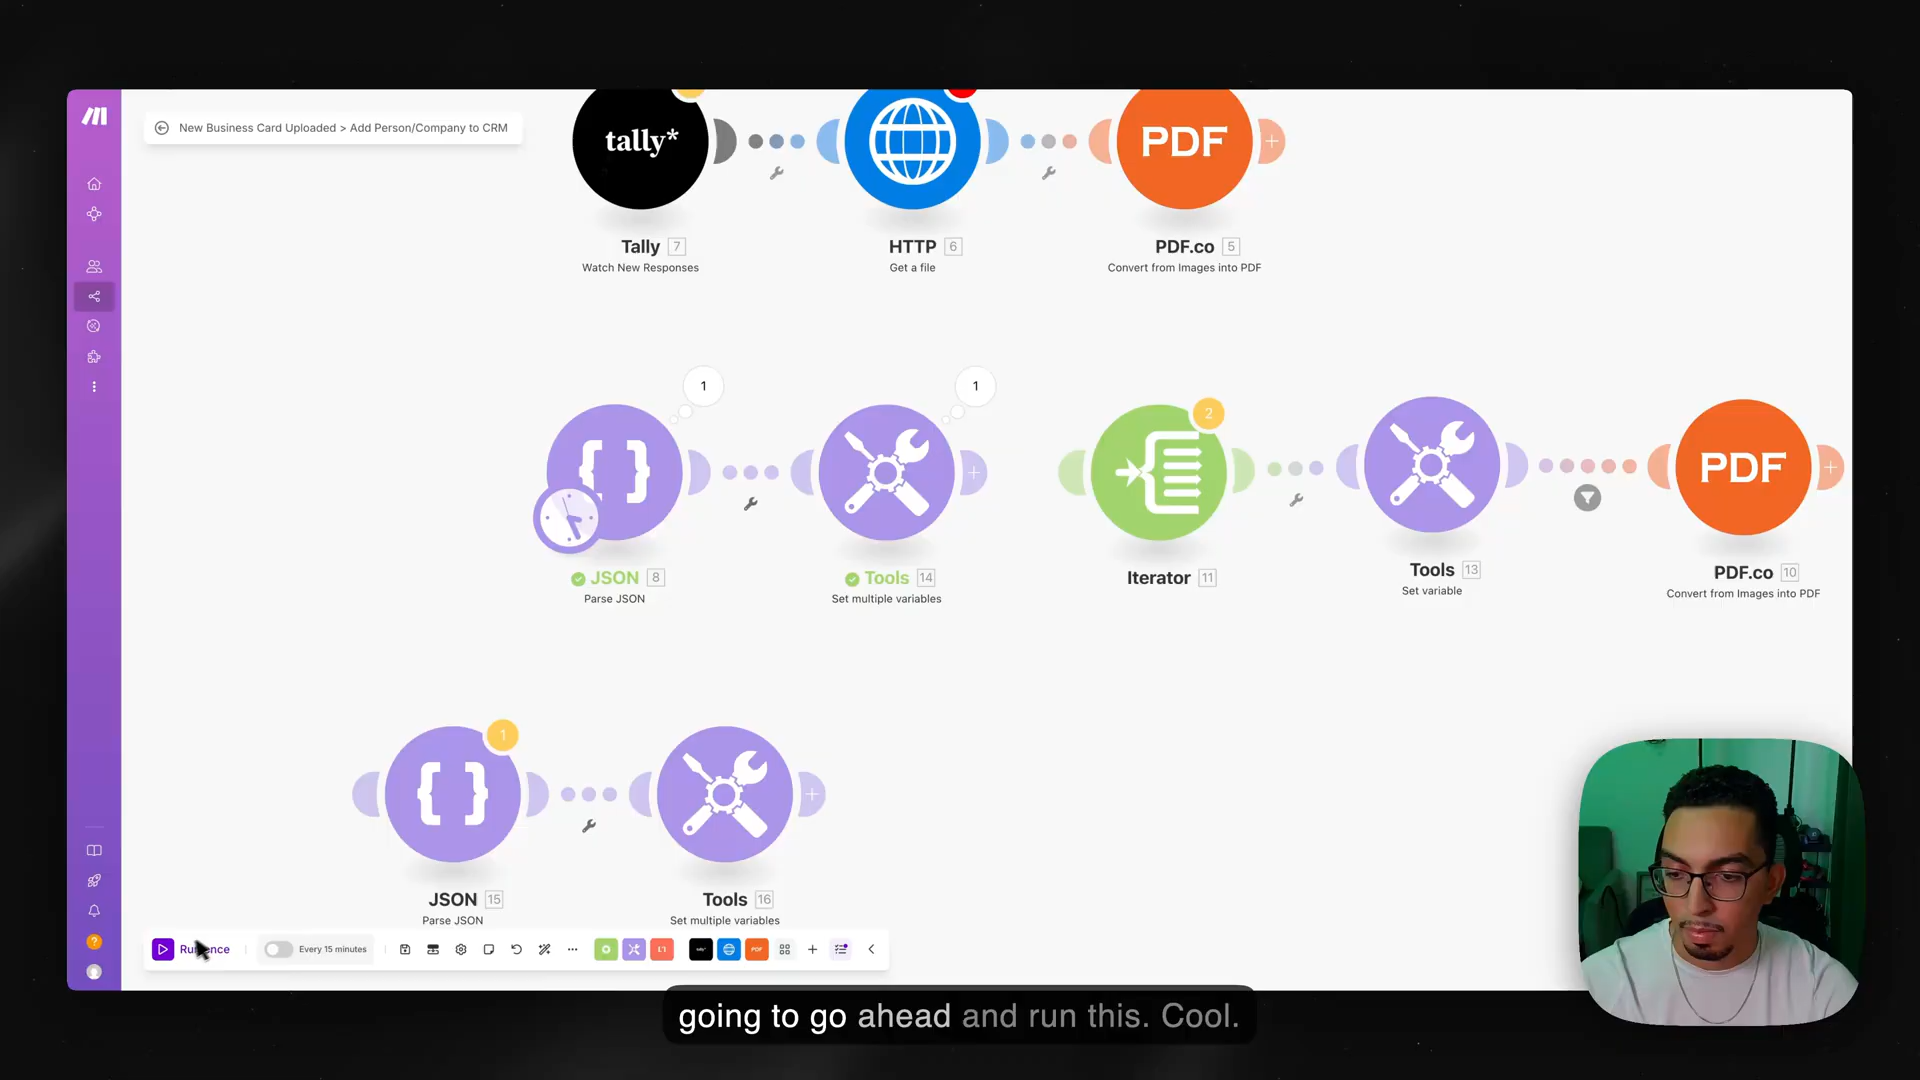 New Business Card Uploaded > Add Person/Company to CRM
tally*
PDF
Tally 7
Watch New Responses
HTTP 6
Get a file
PDF.co 5
Convert from Images into PDF
1
1
2
PDF
JSON 8
Parse JSON
Tools 14
Set multiple variables
Iterator 11
Tools 13
Set variable
PDF.co 10
Convert from Images into PDF
1
JSON 15
Parse JSON
Tools 16
Set multiple variables
Every 15 minutes
PDF
?
going to go ahead and run this. Cool.